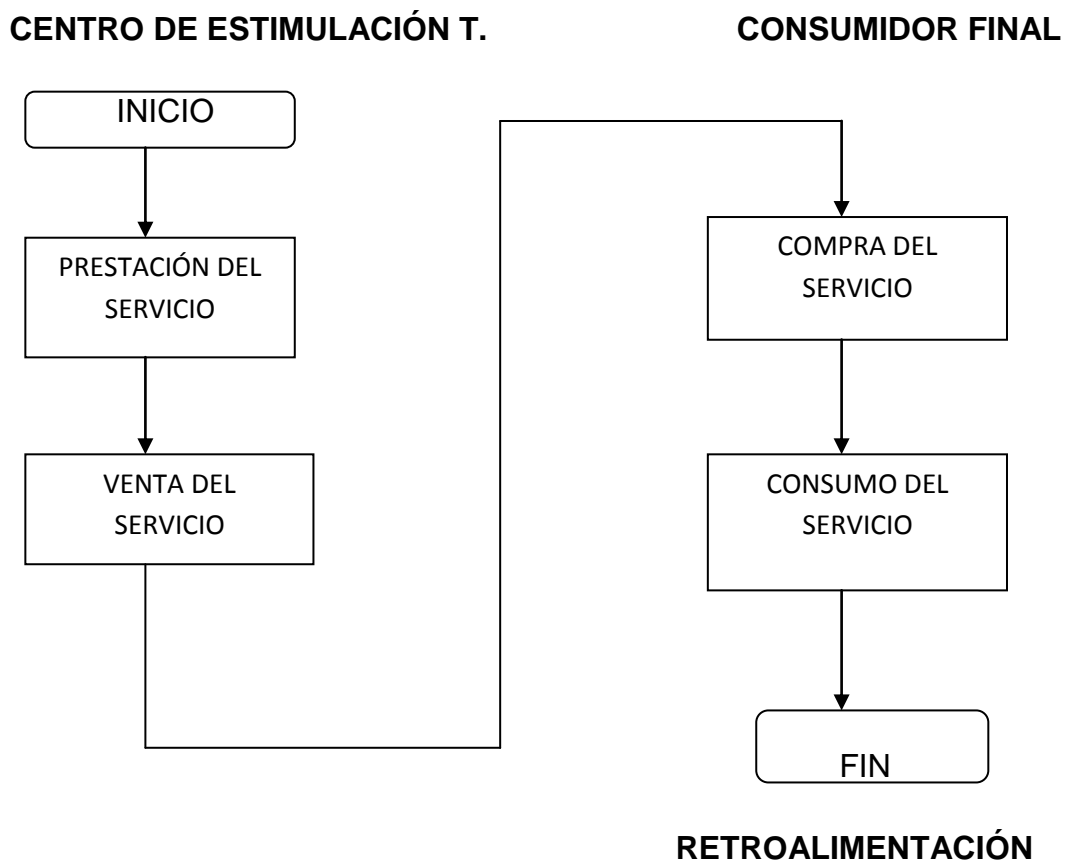 CENTRO DE ESTIMULACIÓN T.
CONSUMIDOR FINAL
INICIO
PRESTACIÓN DEL
SERVICIO
VENTA DEL
SERVICIO
COMPRA DEL
SERVICIO
CONSUMO DEL
SERVICIO
FIN
RETROALIMENTACIÓN